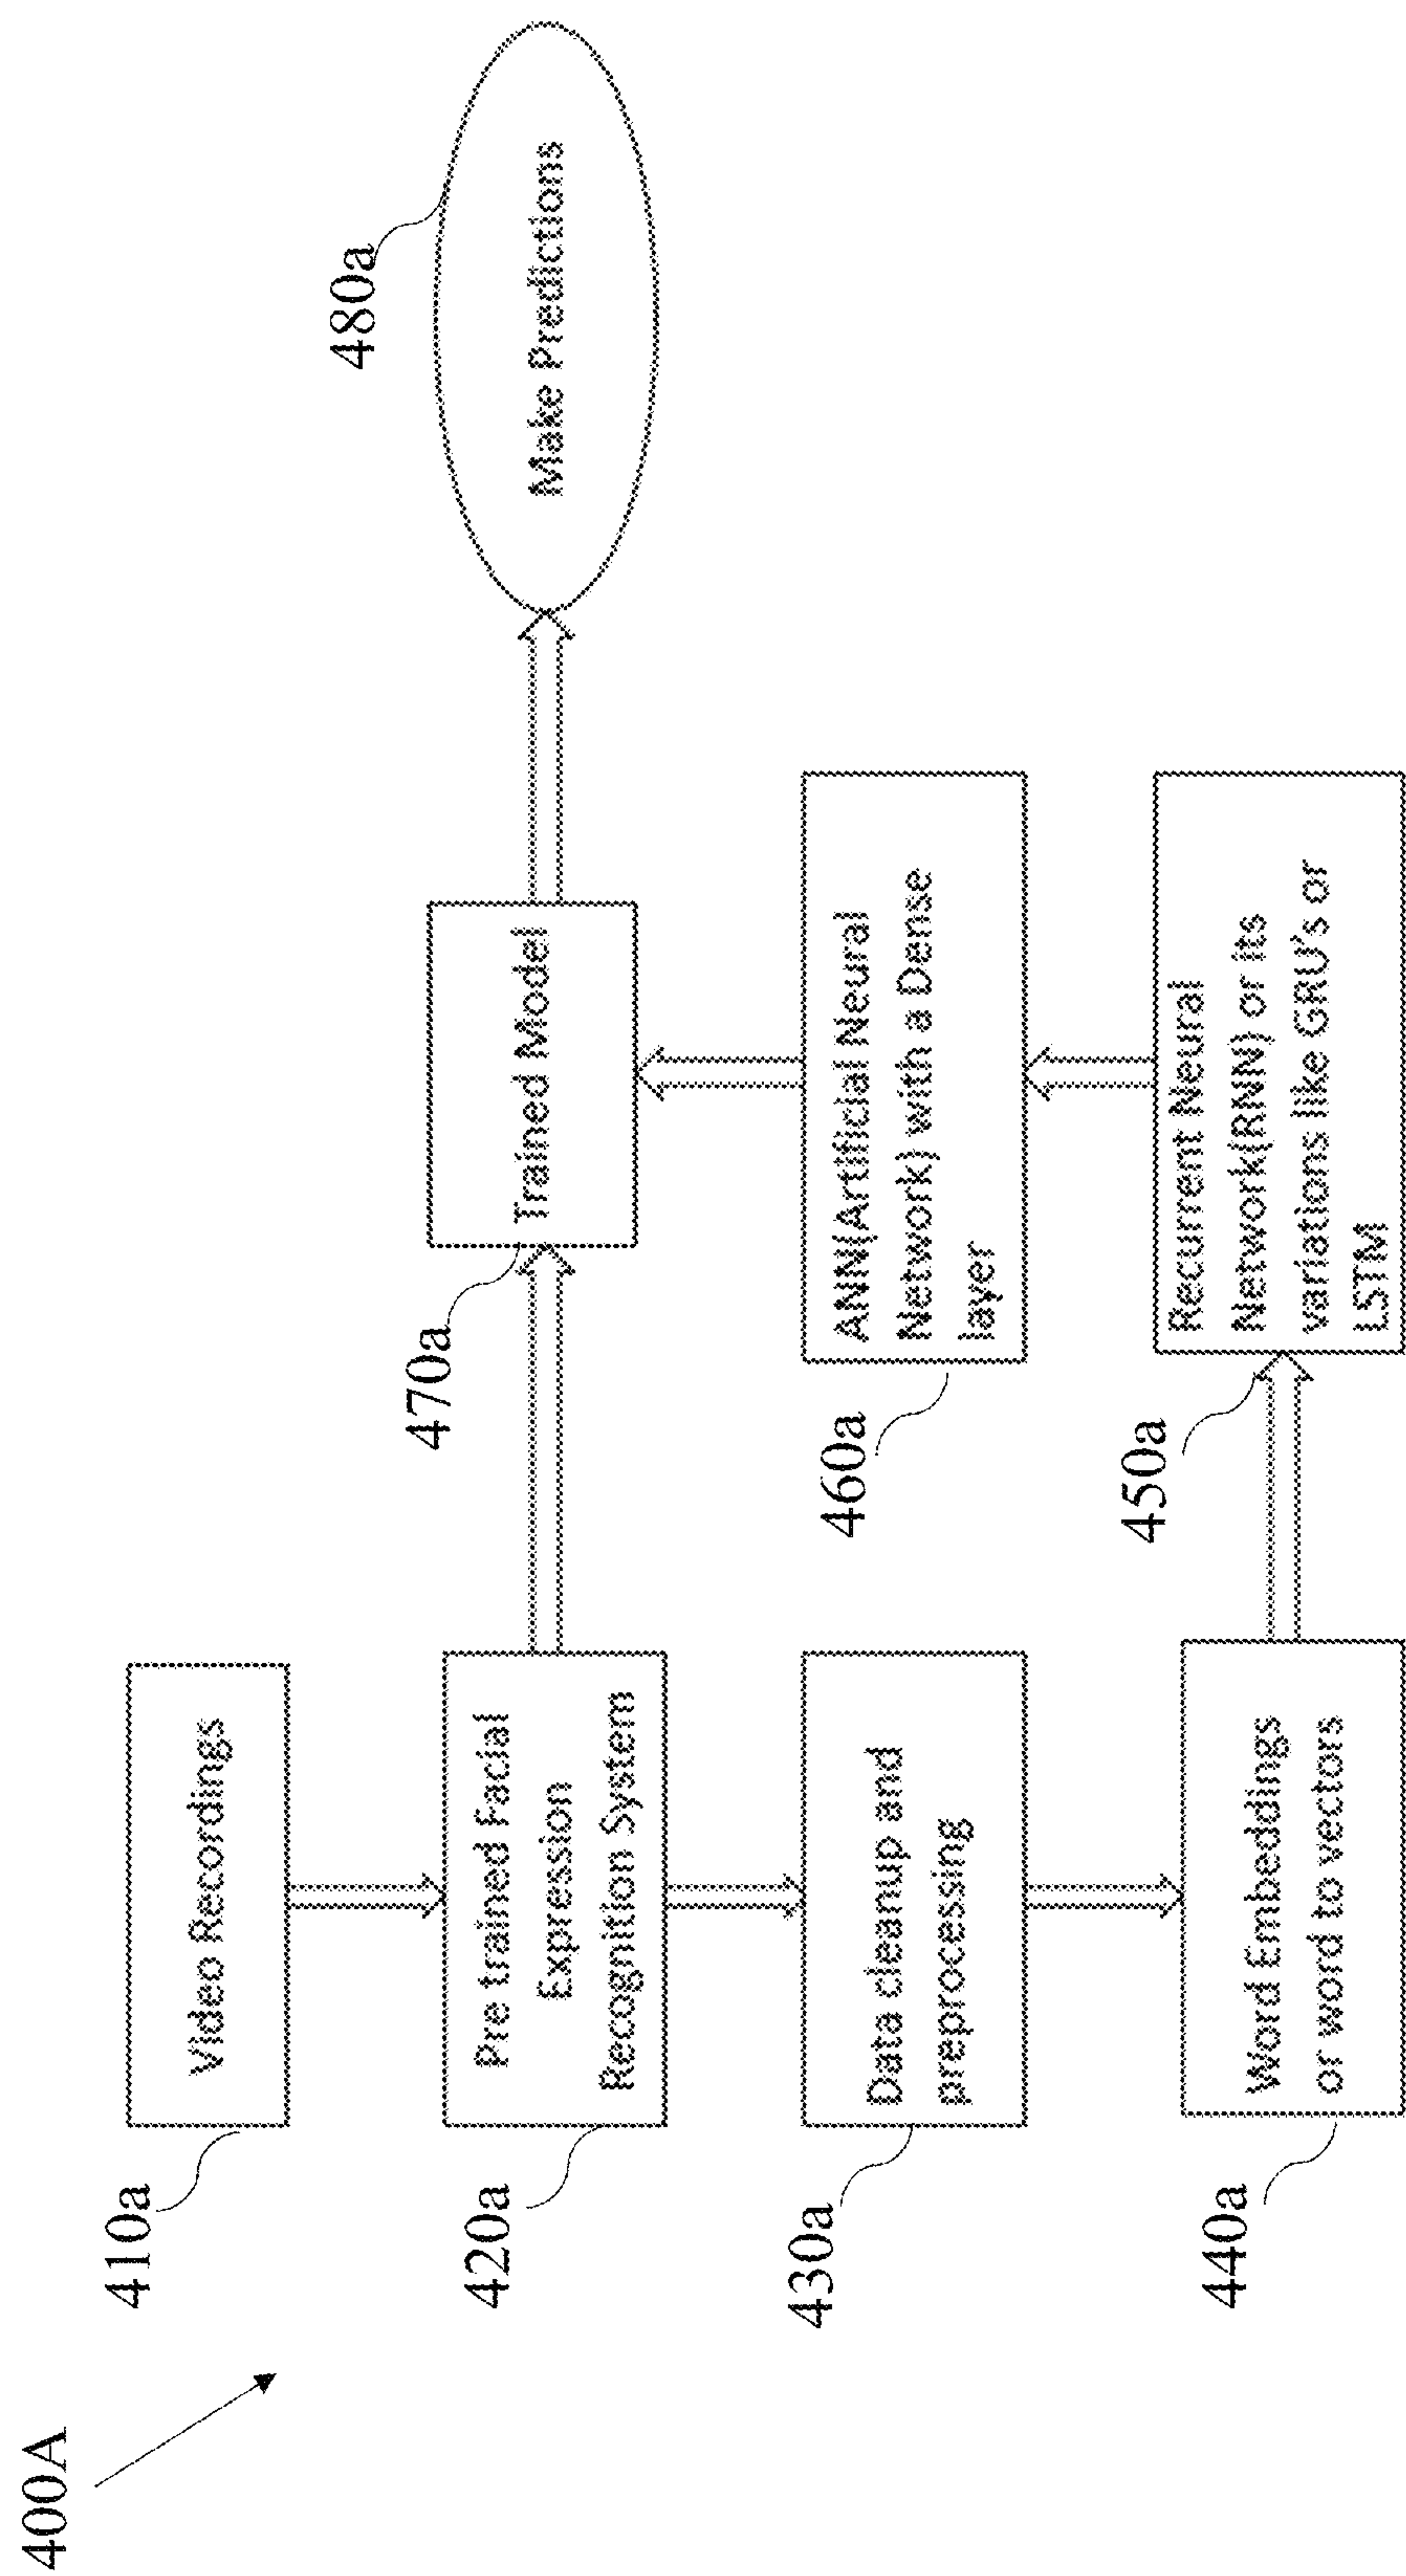 400A
410a
Video Recordings
420a
Pre trained Facial
Expression
Recognition System
430a
Data cleanup and
preprocessing
440a
Word Embeddings
or word to vectors
450a
Recurrent Neural
Network(RNN) or its
variations like GRU's or
LSTM
460a
ANN(Artificial Neural
Network) with a Dense
layer
470a
Trained Model
480a
Make Predictions